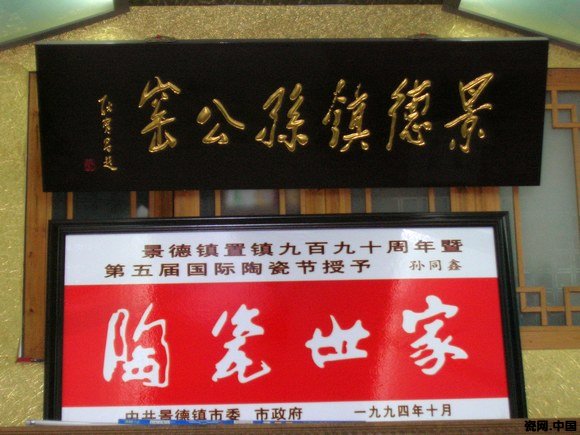 景德鎮孫公窑
景德镇置镇九百九十周年暨
第五届国际陶瓷节授予 孙同鑫
陶瓷世家
中共景德镇市委 市政府 一九九四年十月
瓷网.中国